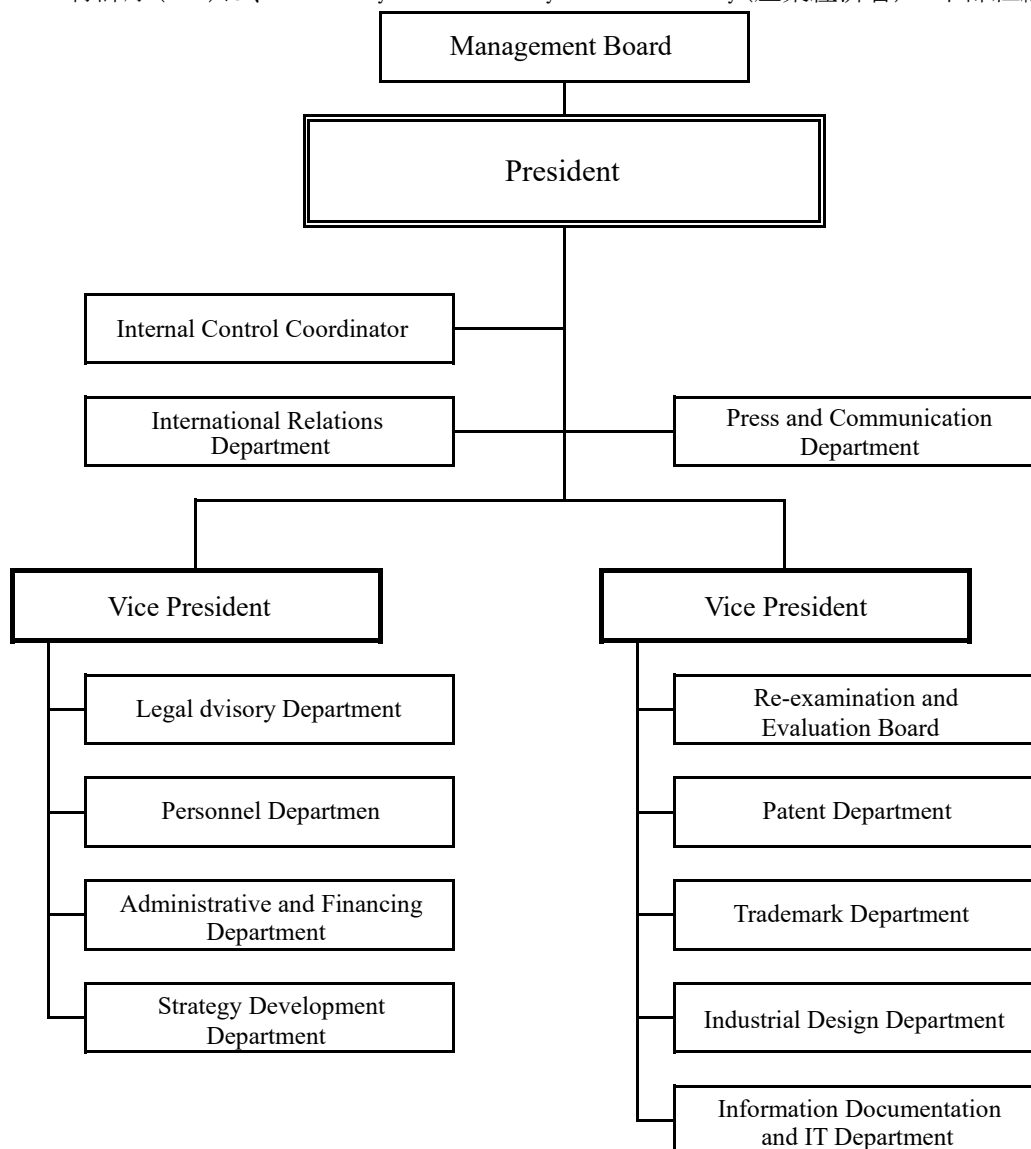 Management Board
President
Internal Control Coordinator
International Relations
Department
Press and Communication
Department
Vice President
Vice President
Legal dvisory Department
Re-examination and
Evaluation Board
Personnel Departmen
Patent Department
Administrative and Financing
Department
Trademark Department
Strategy Development
Department
Industrial Design Department
Information Documentation
and IT Department